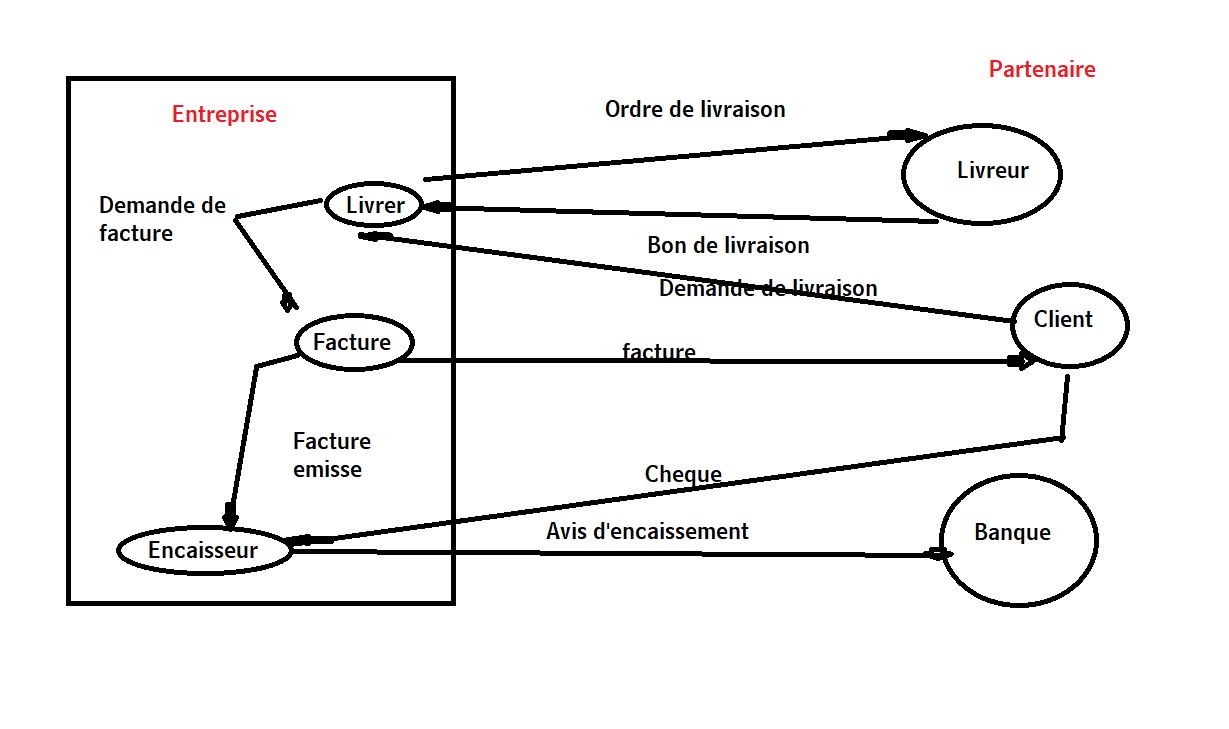 Partenaire
Entreprise
Ordre de livraison
Livreur
Livrer
Demande de
facture
Bon de livraison
Demande de livraison
Client
Facture
facture
Facture
emisse
Cheque
Avis d'encaissement
Banque
Encaisseur